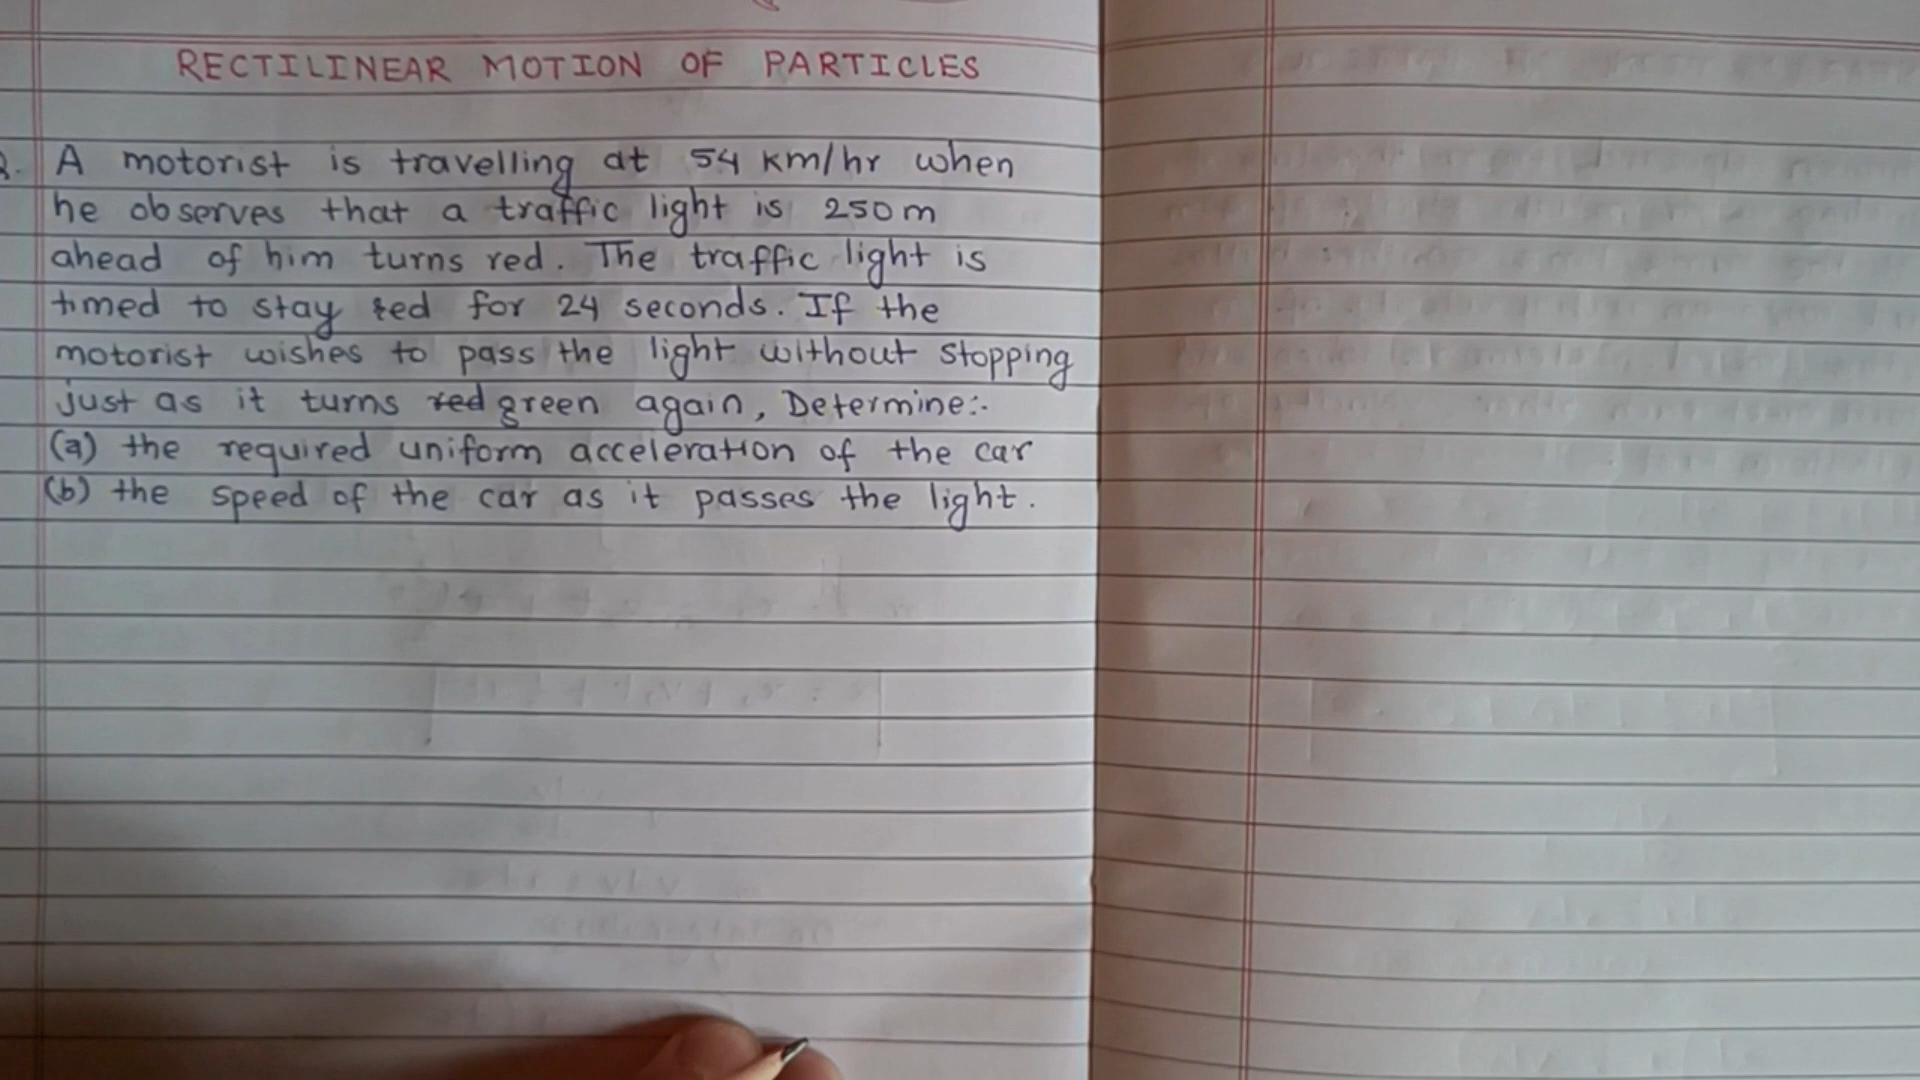 RECTILINEAR MOTION OF PARTICLES
A motorist is travelling at 54 km/hr when
he observes that a traffic light is 250m
ahead of him turns red. The traffic light is
timed to stay red for 24 seconds. If the
motorist wishes to pass the light without stopping
just as it turns red green again, Determine:-
(a) the required uniform acceleration of the car
(b) the speed of the car as it passes the light.